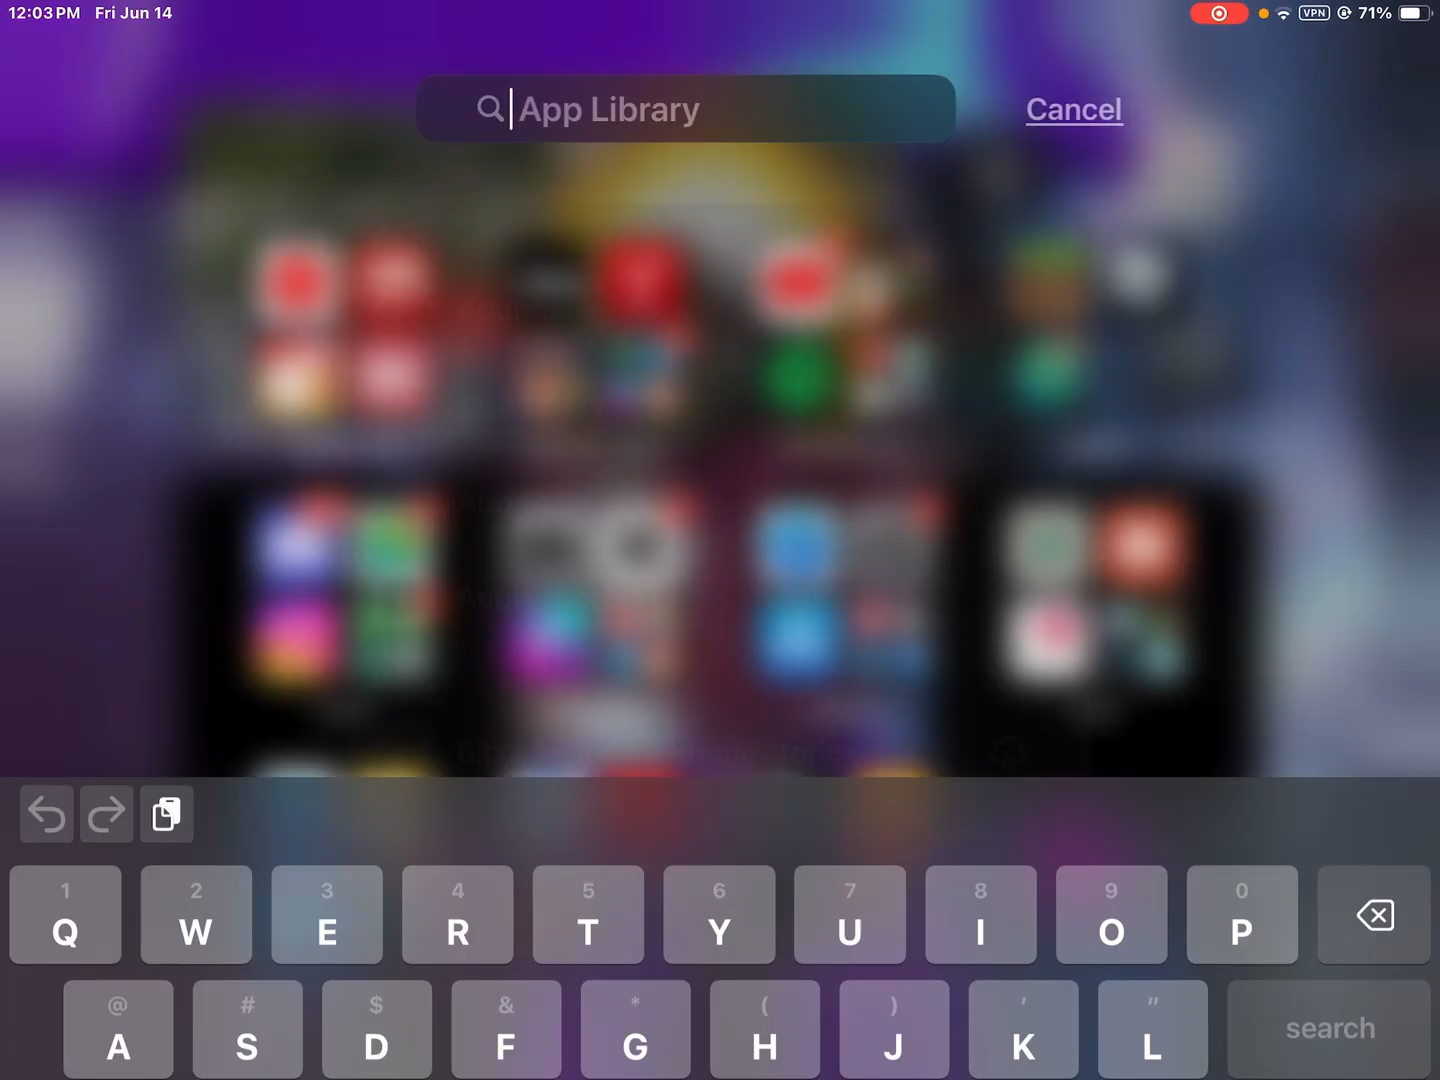 12:03 PM Fri Jun 14 VPN 71%
App Library Cancel
1 2 3 4 5 6 7 8 9 0
Q W E R T Y U I O P
@ # $ & * ( ) ' "
A S D F G H J K L search